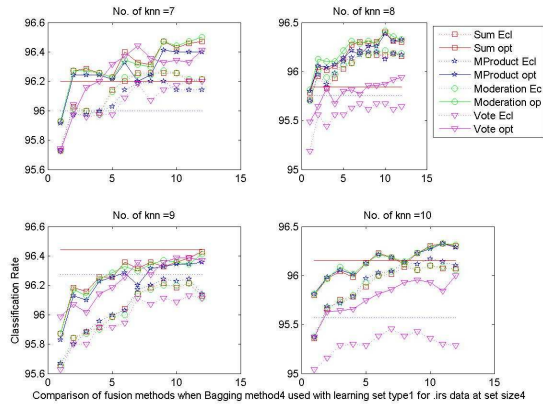 No. of knn =7
96.6
96.4
96.2
96
95.8
95.6
0 5 10 15
No. of knn =8
96.5
96
95.5
95
0 5 10 15
Sum Ecl
Sum opt
MProduct Ecl
MProduct opt
Moderation Ecl
Moderation op
Vote Ecl
Vote opt
No. of knn =9
Classification Rate
96.6
96.4
96.2
96
95.8
95.6
0 5 10 15
No. of knn =10
96.5
96
95.5
95
0 5 10 15
Comparison of fusion methods when Bagging method4 used with learning set type1 for .irs data at set size4